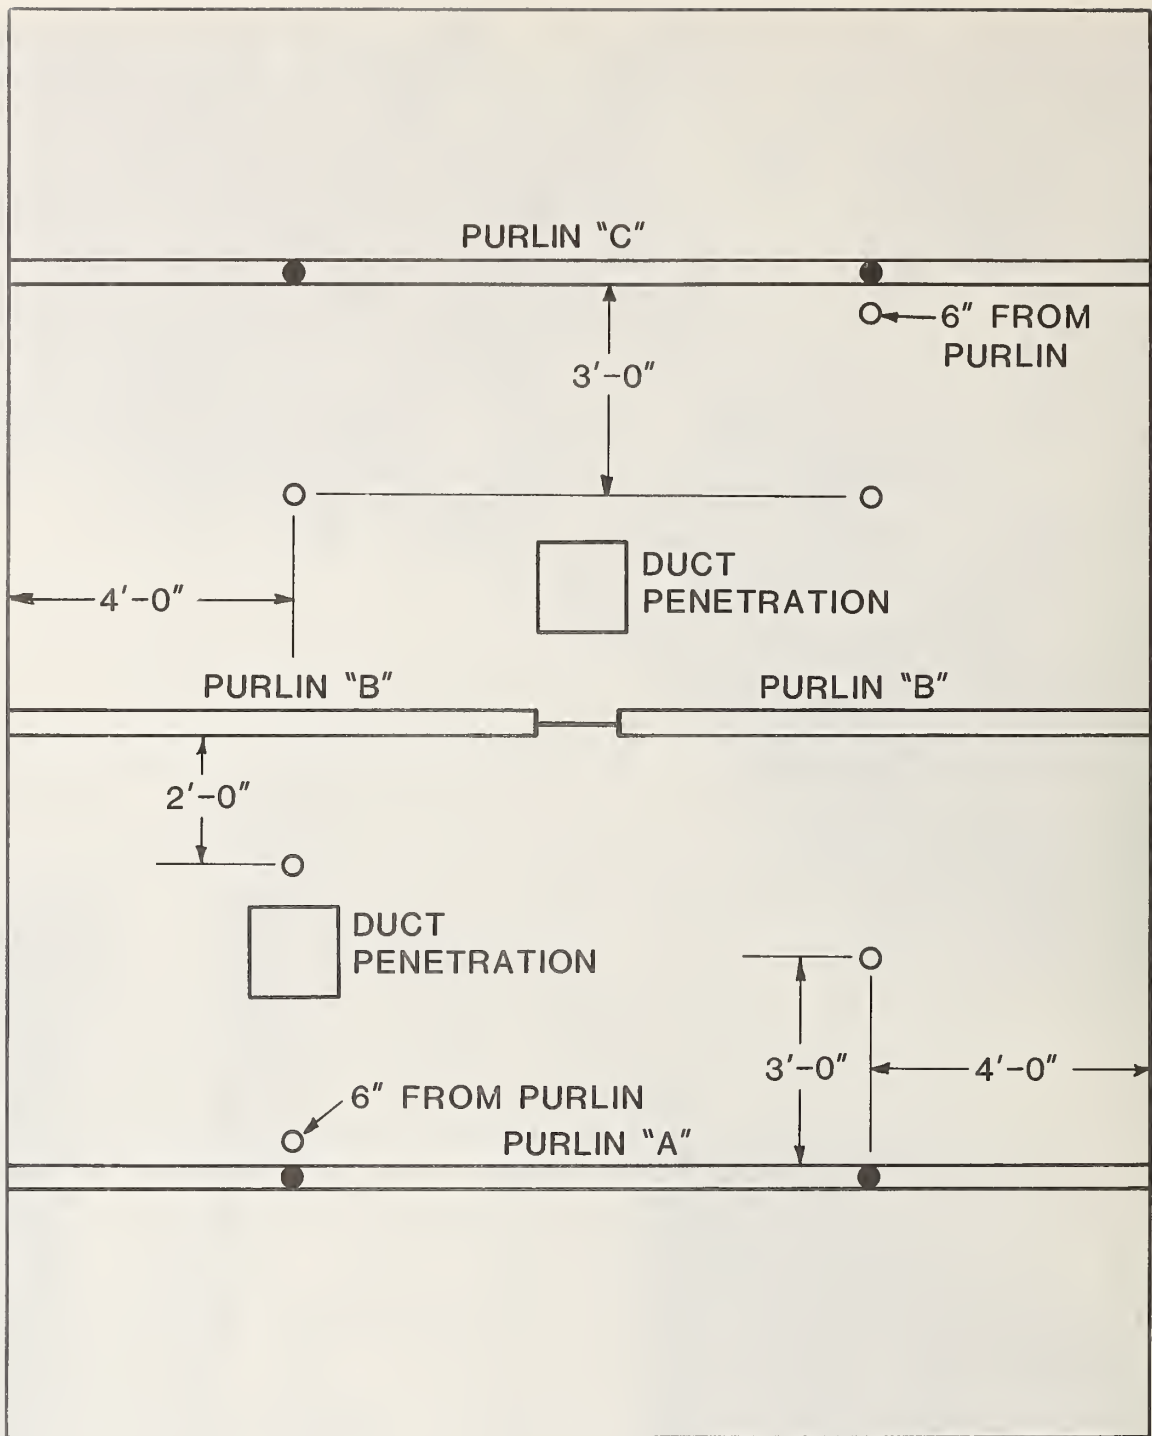 PURLIN "C"
6" FROM
PURLIN
3'-0"
DUCT
PENETRATION
4'-0"
PURLIN "B"
PURLIN "B"
2'-0"
DUCT
PENETRATION
3'-0"
4'-0"
6" FROM PURLIN
PURLIN "A"